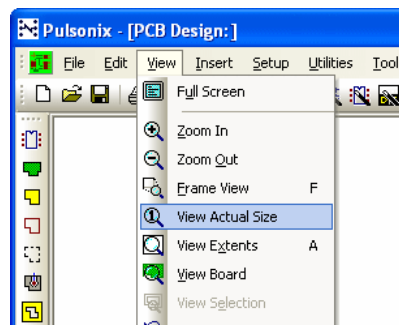 Pulsonix - [PCB Design: ]
File Edit View Insert Setup Utilities Tool
Full Screen
Zoom In
Zoom Out
Frame View F
View Actual Size
View Extents A
View Board
View Selection